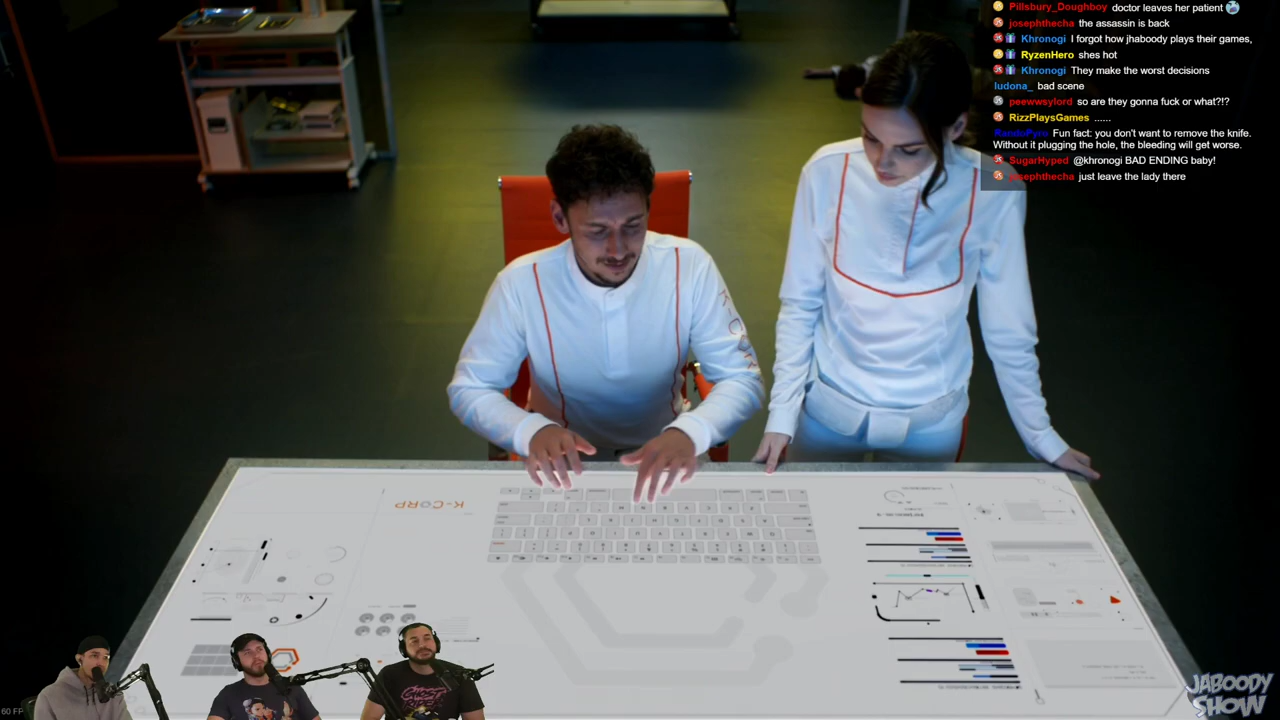 Pillsbury_Doughboy doctor leaves her patient
josephthecha the assassin is back
Khronogi I forgot how jhaboody plays their games,
RyzenHero shes hot
Khronogi They make the worst decisions
ludona_ bad scene
peewwsylord so are they gonna fuck or what?!?
RizzPlaysGames ......
RandoPyro Fun fact: you don't want to remove the knife.
Without it plugging the hole, the bleeding will get worse.
SugarHyped @khronogi BAD ENDING baby!
josephthecha just leave the lady there
K-CORP
K-CORP
60 FP
JABOODY
SHOW